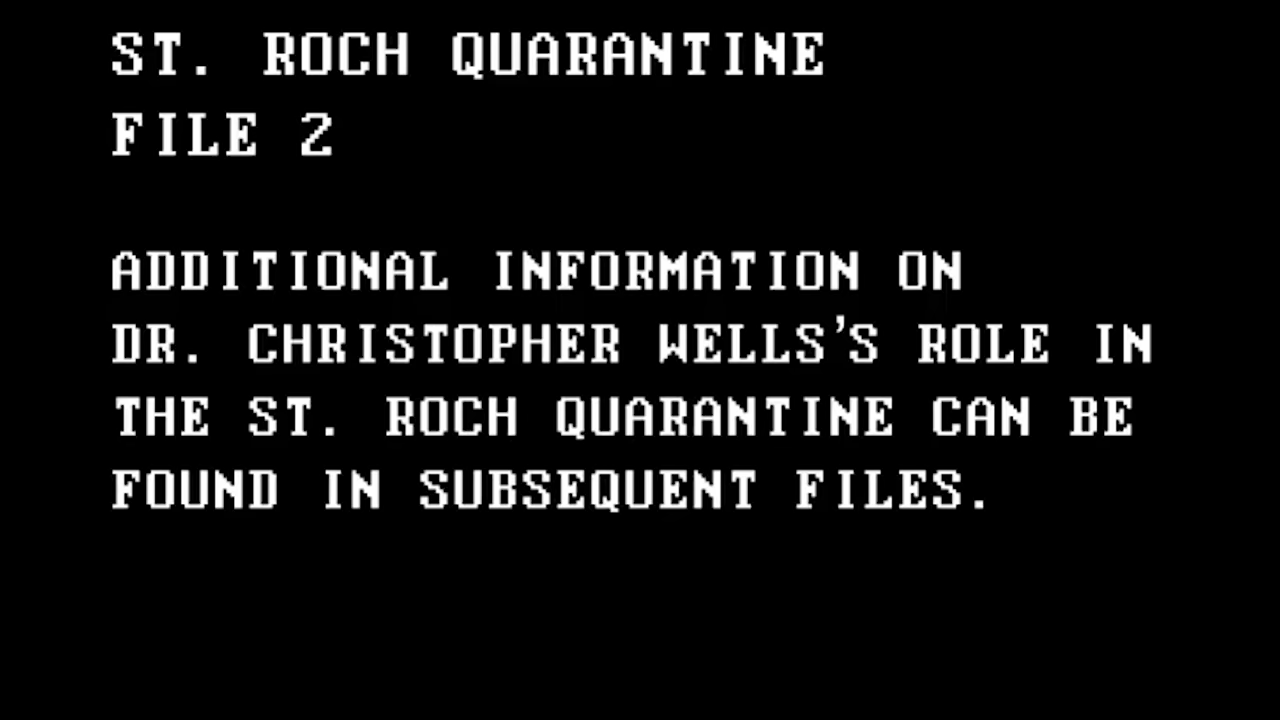 ST. ROCH QUARANTINE
FILE 2
ADDITIONAL INFORMATION ON
DR. CHRISTOPHER WELLS’S ROLE IN
THE ST. ROCH QUARANTINE CAN BE
FOUND IN SUBSEQUENT FILES.